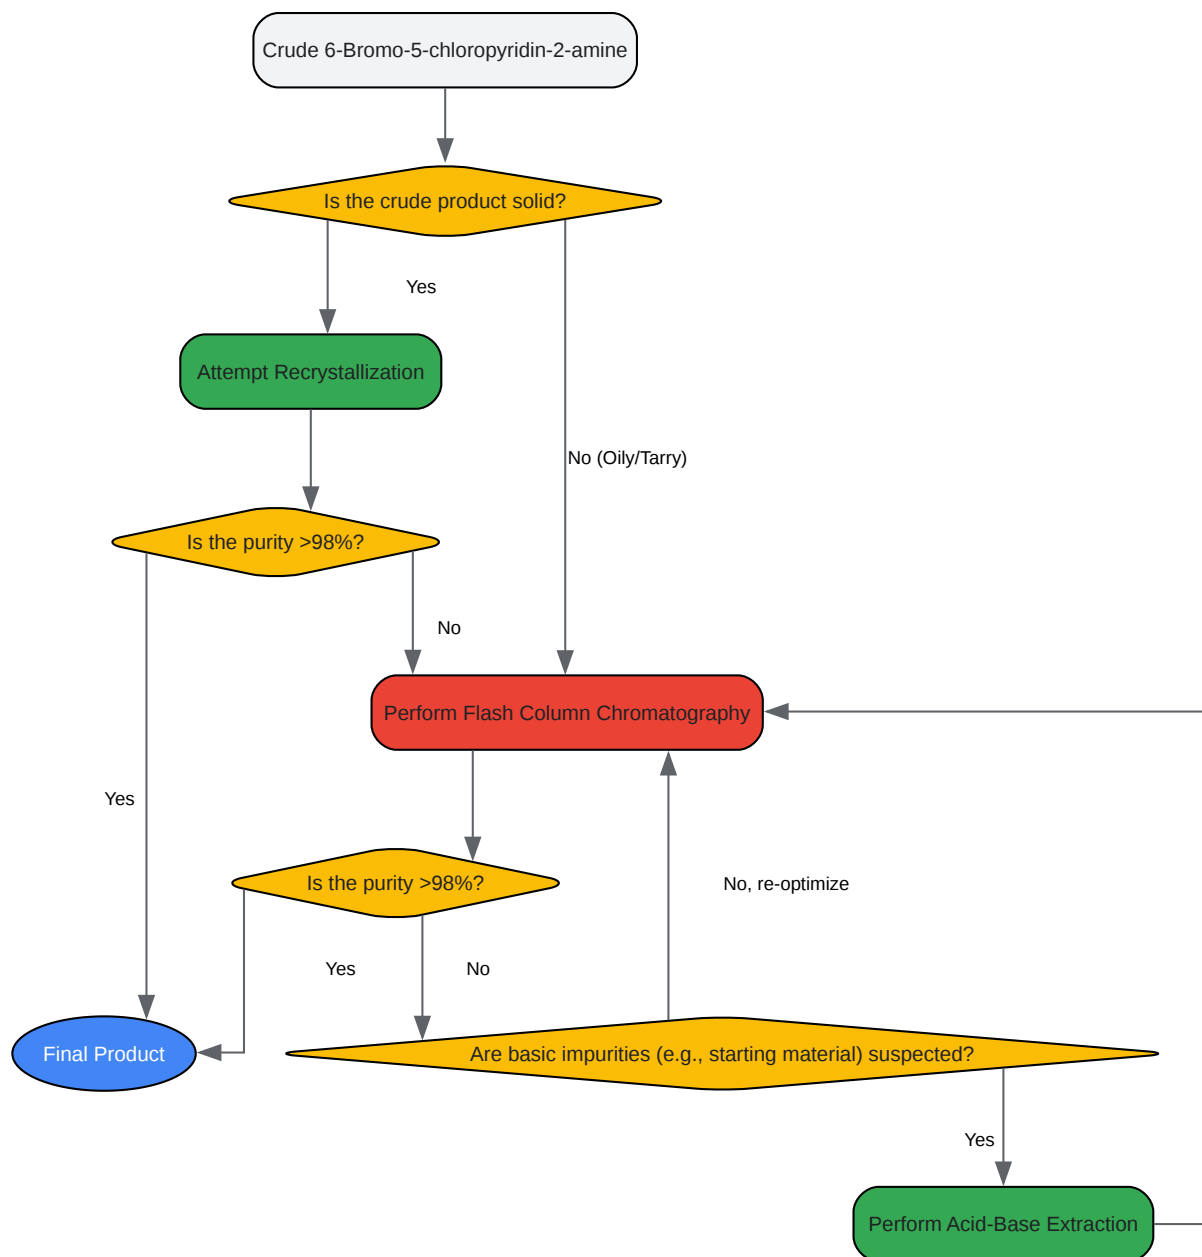 Crude 6-Bromo-5-chloropyridin-2-amine
Is the crude product solid?
Yes
Attempt Recrystallization
No (Oily/Tarry)
Is the purity >98%?
No
Perform Flash Column Chromatography
Yes
Is the purity >98%?
No, re-optimize
Yes
No
Final Product
Are basic impurities (e.g., starting material) suspected?
Yes
Perform Acid-Base Extraction